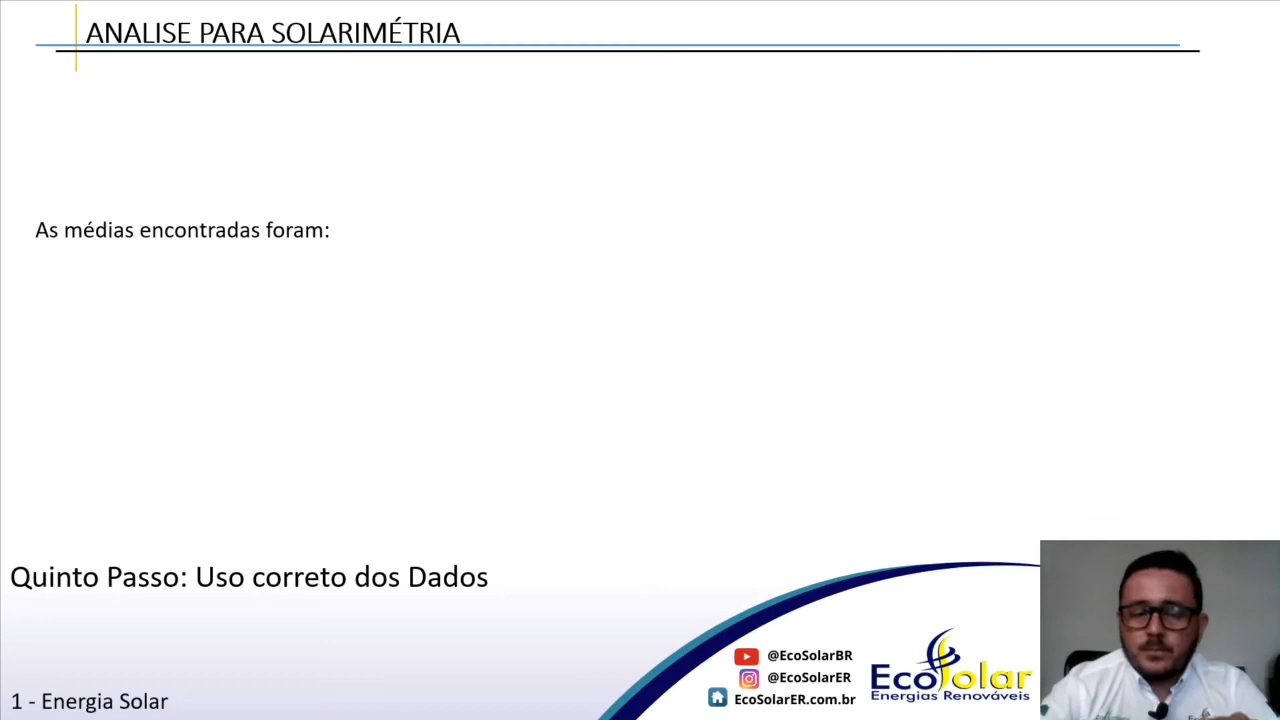 ANALISE PARA SOLARIMÉTRIA
As médias encontradas foram:
Quinto Passo: Uso correto dos Dados
@EcoSolarBR
@EcoSolarER
EcoSolarER.com.br
EcoSolar
Energias Renováveis
1 - Energia Solar